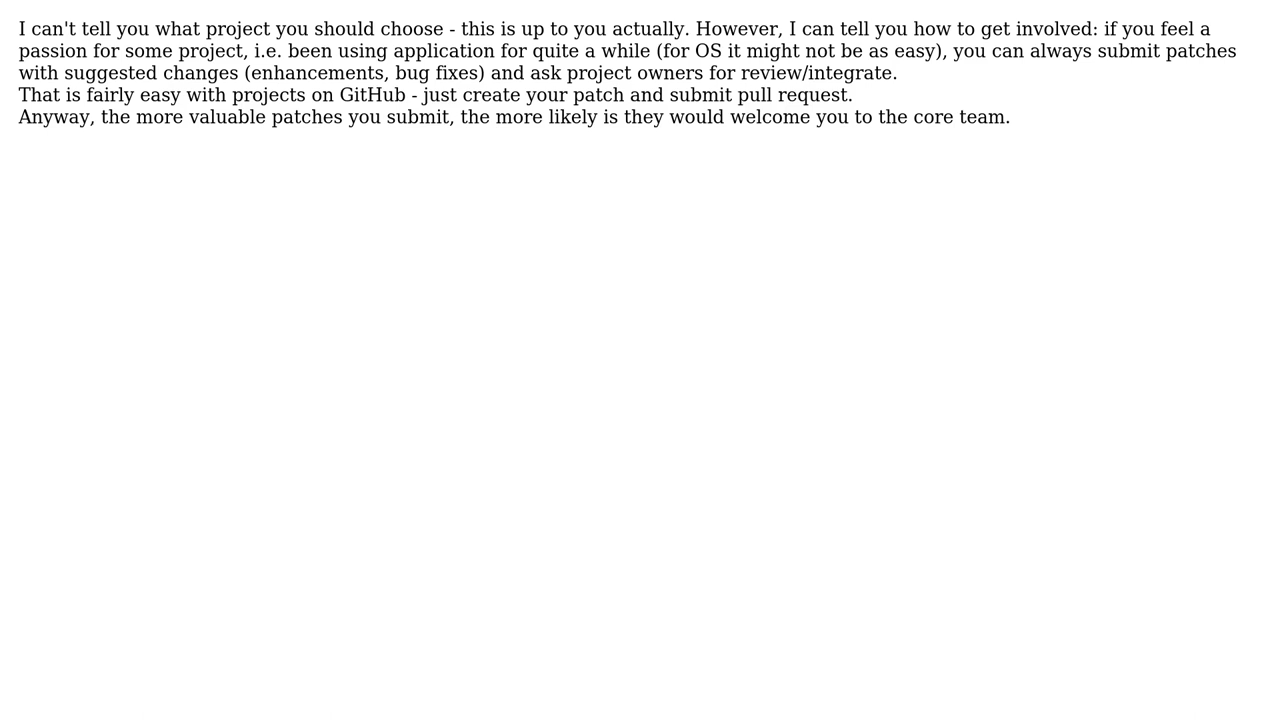 I can't tell you what project you should choose - this is up to you actually. However, I can tell you how to get involved: if you feel a
passion for some project, i.e. been using application for quite a while (for OS it might not be as easy), you can always submit patches
with suggested changes (enhancements, bug fixes) and ask project owners for review/integrate.
That is fairly easy with projects on GitHub - just create your patch and submit pull request.
Anyway, the more valuable patches you submit, the more likely is they would welcome you to the core team.